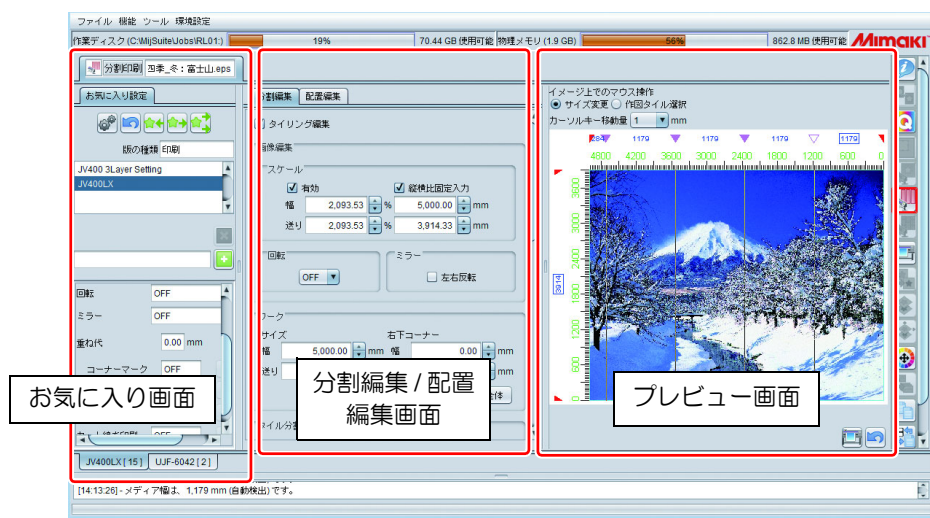 ファイル 機能 ツール 環境設定
作業ディスク (C:\MijSuite\Jobs\RL01:) 19% 70.44 GB 使用可能 物理メモリ (1.9 GB) 56% 862.8 MB 使用可能 Mimaki
分割印刷 四季_冬：富士山.eps
お気に入り設定
版の種類 印刷
JV400 3Layer Setting
JV400LX
回転 OFF
ミラー OFF
重ね代 0.00 mm
コーナーマーク OFF
お気に入り画面
JV400LX [ 15 ] UJF-6042 [ 2 ]
分割編集 配置編集
タイリング編集
画像編集
スケール
有効 縦横比固定入力
幅 2,093.53 % 5,000.00 mm
送り 2,093.53 % 3,914.33 mm
回転 ミラー
OFF 左右反転
ワーク
サイズ 右下コーナー
幅 5,000.00 mm 幅 0.00 mm
送り mm
全体
分割編集 / 配置
編集画面
イメージ上でのマウス操作
サイズ変更 作図タイル選択
カーソルキー移動量 1 mm
284 1179 1179 1179 1179
4800 4200 3600 3000 2400 1800 1200 600 0
3600
3000
2400
3914
1800
1200
600
0
プレビュー画面
[14:13:26] - メディア幅は、1,179 mm (自動検出) です。